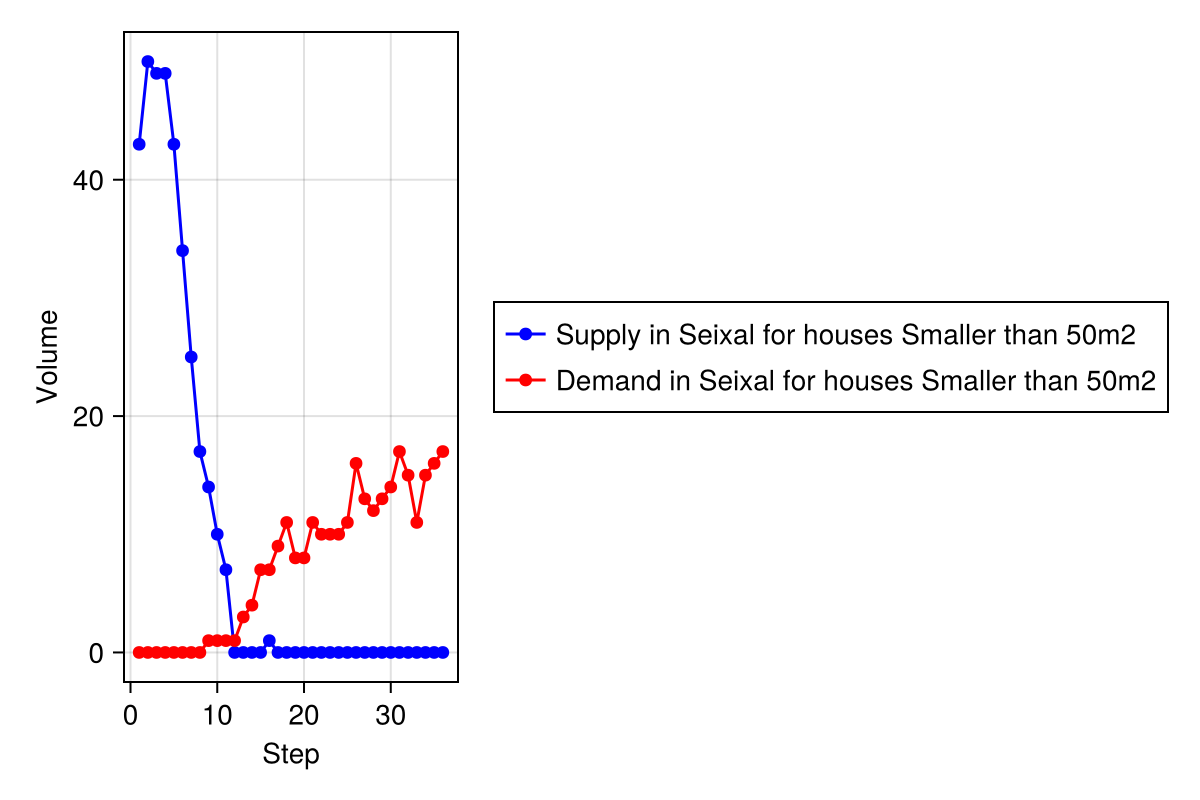 Volume
40
20
0
0 10 20 30
Step
Supply in Seixal for houses Smaller than 50m2
Demand in Seixal for houses Smaller than 50m2